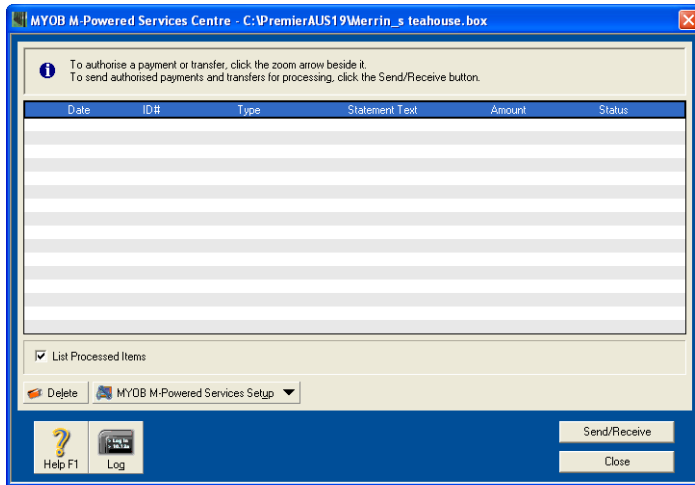 MYOB M-Powered Services Centre - C:\PremierAUS19\Merrin_s teahouse.box
To authorise a payment or transfer, click the zoom arrow beside it.
To send authorised payments and transfers for processing, click the Send/Receive button.
Date ID# Type Statement Text Amount Status
List Processed Items
Delete MYOB M-Powered Services Setup
Send/Receive
Help F1 Log
Close